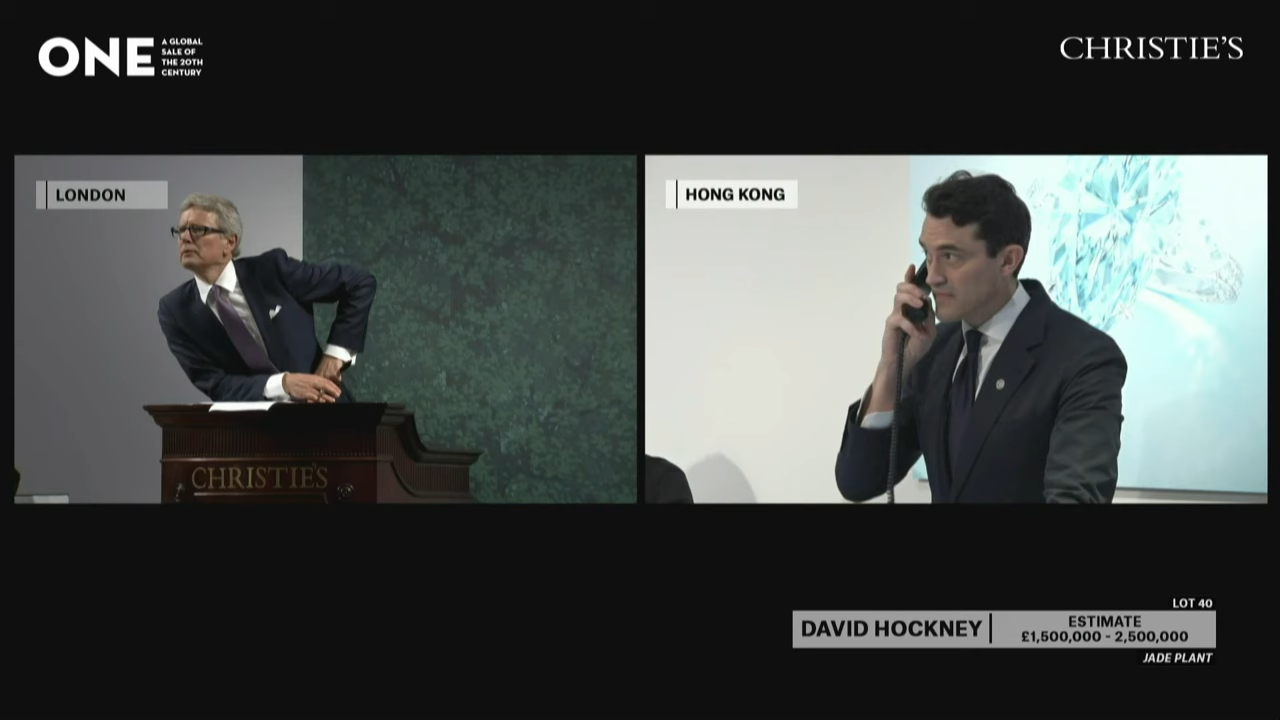 ONE
A GLOBAL
SALE OF
THE 20TH
CENTURY
CHRISTIE'S
LONDON
HONG KONG
CHRISTIE'S
LOT 40
DAVID HOCKNEY
ESTIMATE
£1,500,000 - 2,500,000
JADE PLANT